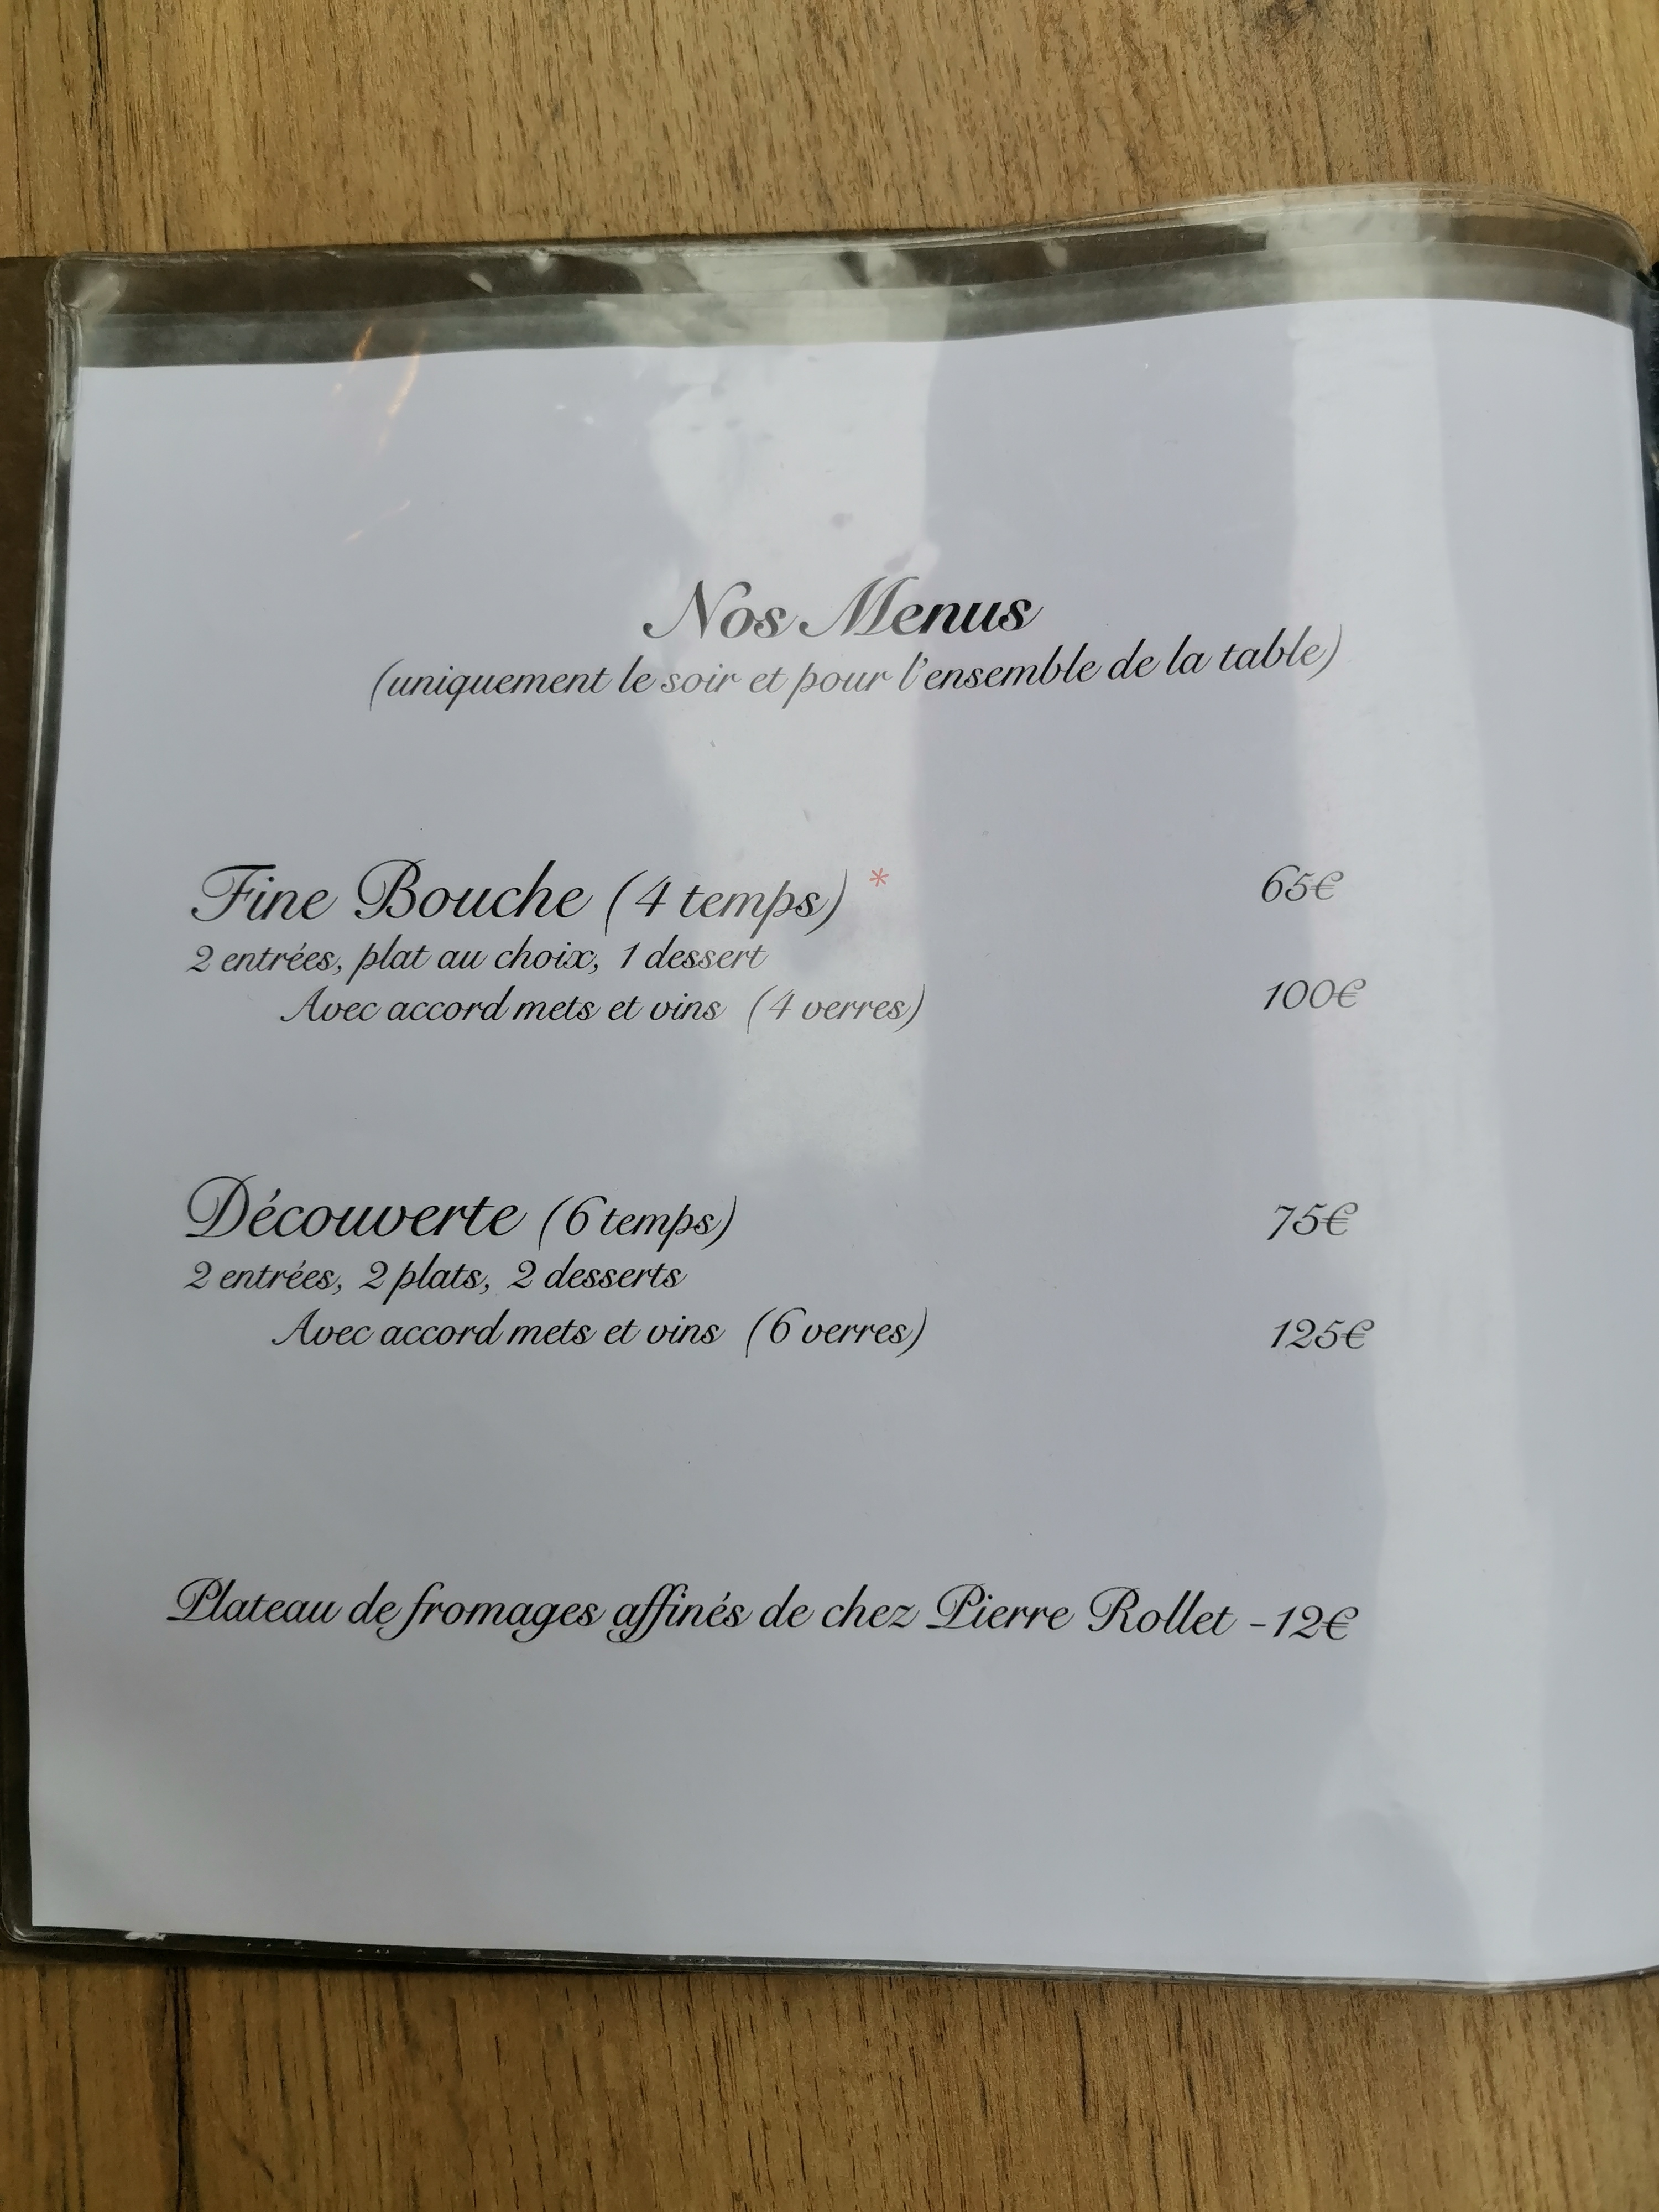 Nos Menus
(uniquement le soir et pour l'ensemble de la table)
Fine Bouche (4 temps) * 65€
2 entrées, plat au choix, 1 dessert
Avec accord mets et vins (4 verres) 100€
Découverte (6 temps) 75€
2 entrées, 2 plats, 2 desserts
Avec accord mets et vins (6 verres) 125€
Plateau de fromages affinés de chez Pierre Rollet - 12€